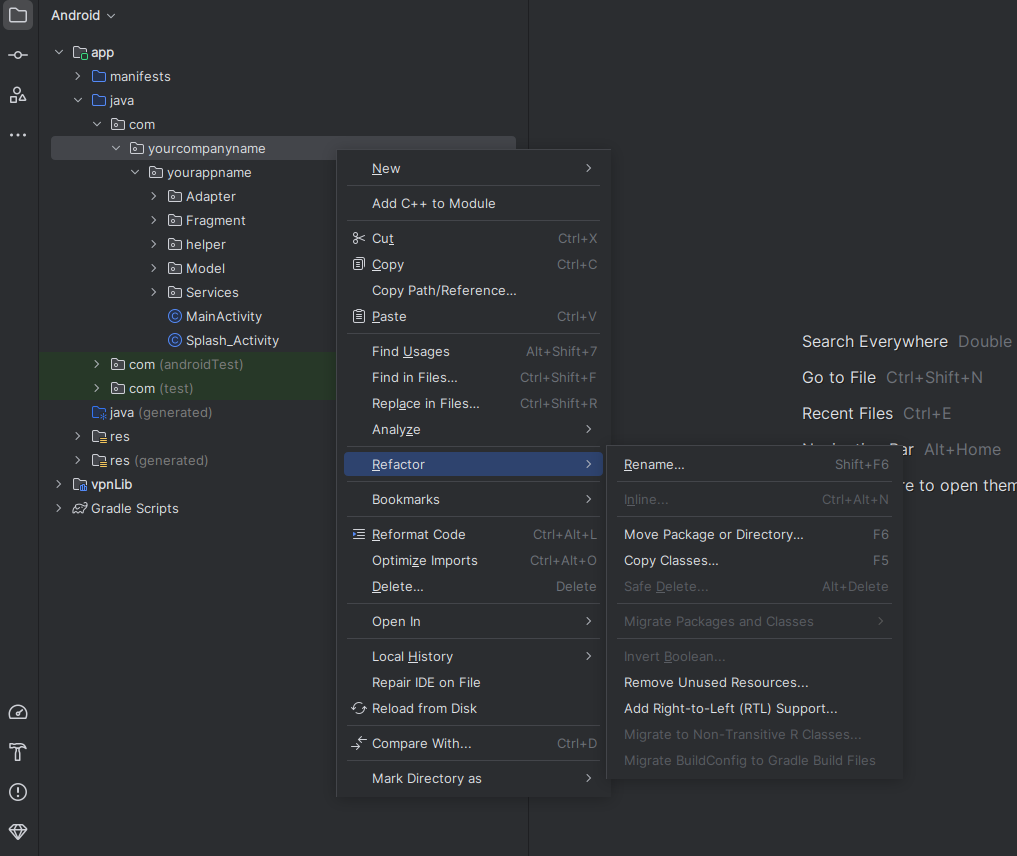 Android
app
manifests
java
com
yourcompanyname
yourappname
Adapter
Fragment
helper
Model
Services
MainActivity
Splash_Activity
com (androidTest)
com (test)
java (generated)
res
res (generated)
vpnLib
Gradle Scripts
New
Add C++ to Module
Cut Ctrl+X
Copy Ctrl+C
Copy Path/Reference...
Paste Ctrl+V
Find Usages Alt+Shift+7
Find in Files... Ctrl+Shift+F
Replace in Files... Ctrl+Shift+R
Analyze
Refactor
Bookmarks
Reformat Code Ctrl+Alt+L
Optimize Imports Ctrl+Alt+O
Delete... Delete
Open In
Local History
Repair IDE on File
Reload from Disk
Compare With... Ctrl+D
Mark Directory as
Rename... Shift+F6
Inline... Ctrl+Alt+N
Move Package or Directory... F6
Copy Classes... F5
Safe Delete... Alt+Delete
Migrate Packages and Classes
Invert Boolean...
Remove Unused Resources...
Add Right-to-Left (RTL) Support...
Migrate to Non-Transitive R Classes...
Migrate BuildConfig to Gradle Build Files
Search Everywhere Double
Go to File Ctrl+Shift+N
Recent Files Ctrl+E
Alt+Home
re to open them